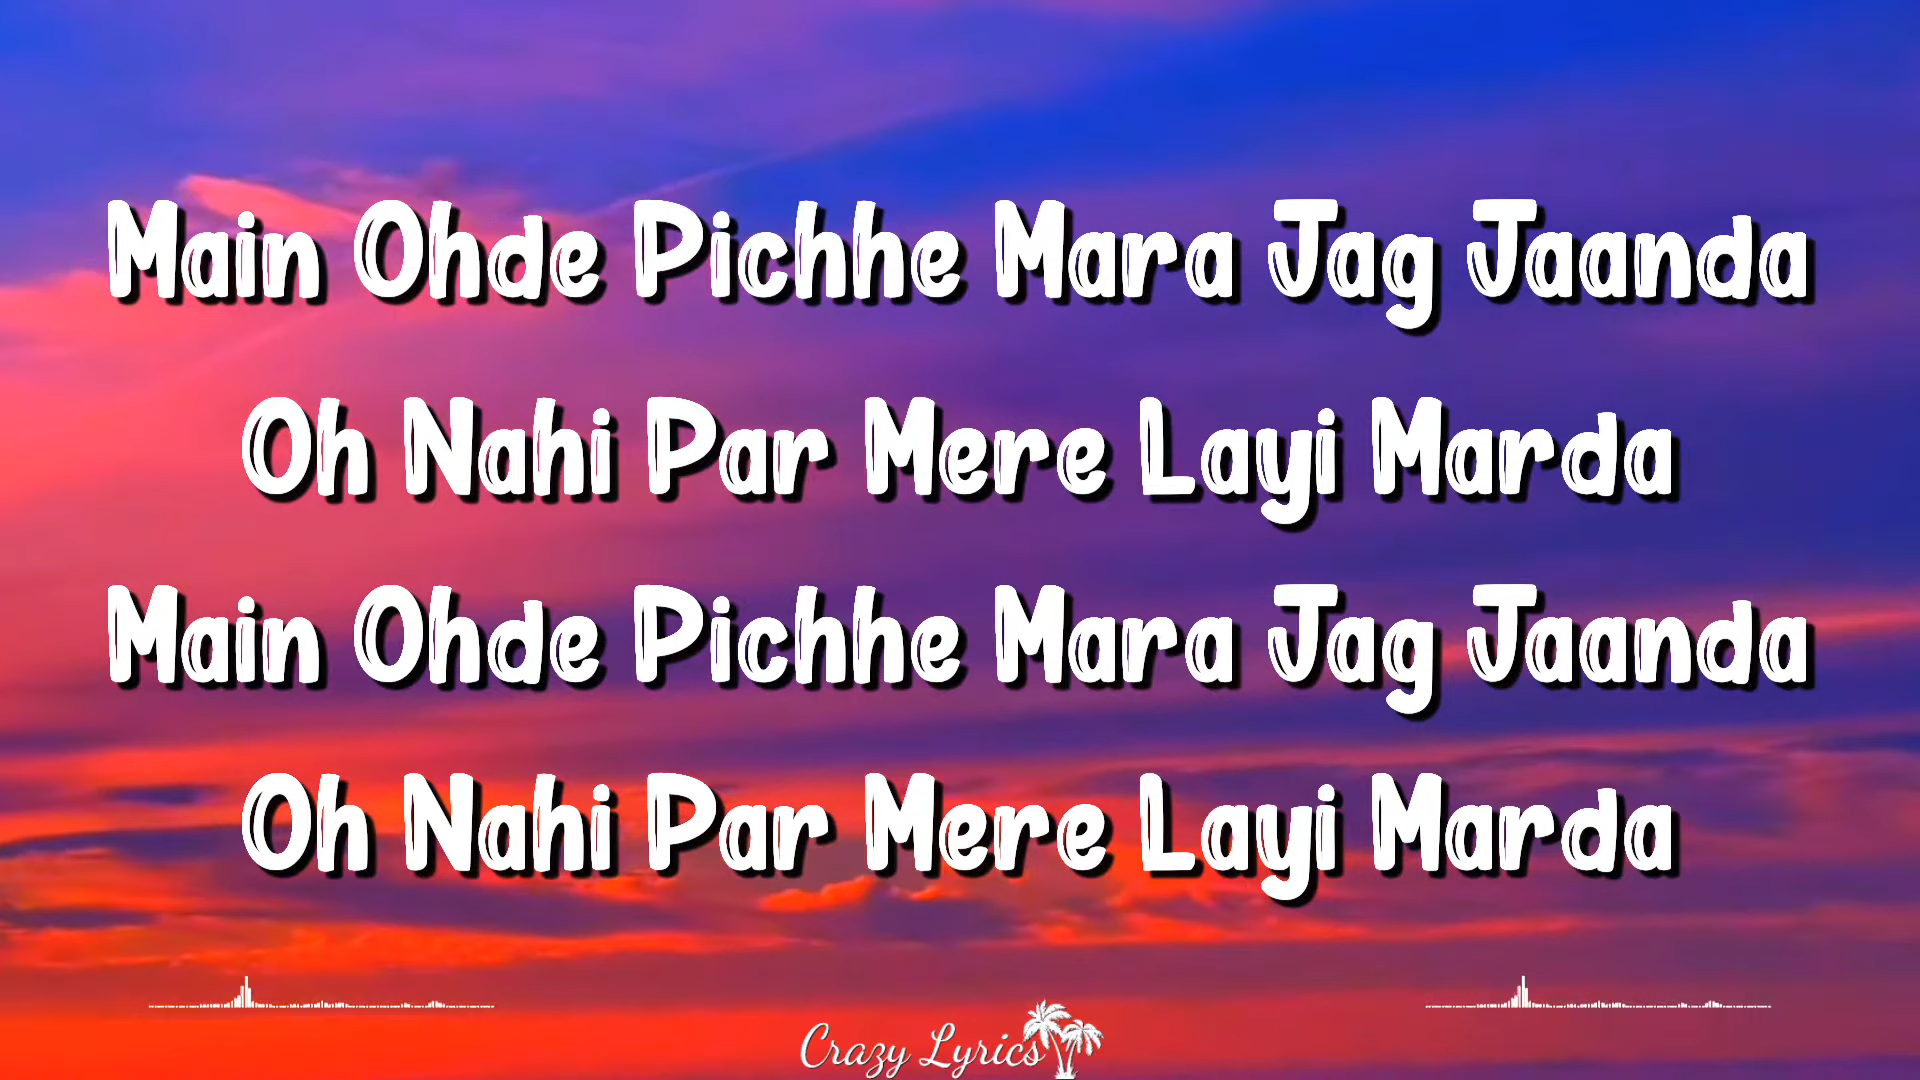 Main Ohde Pichhe Mara Jag Jaanda
Oh Nahi Par Mere Layi Marda
Main Ohde Pichhe Mara Jag Jaanda
Oh Nahi Par Mere Layi Marda
Crazy Lyrics